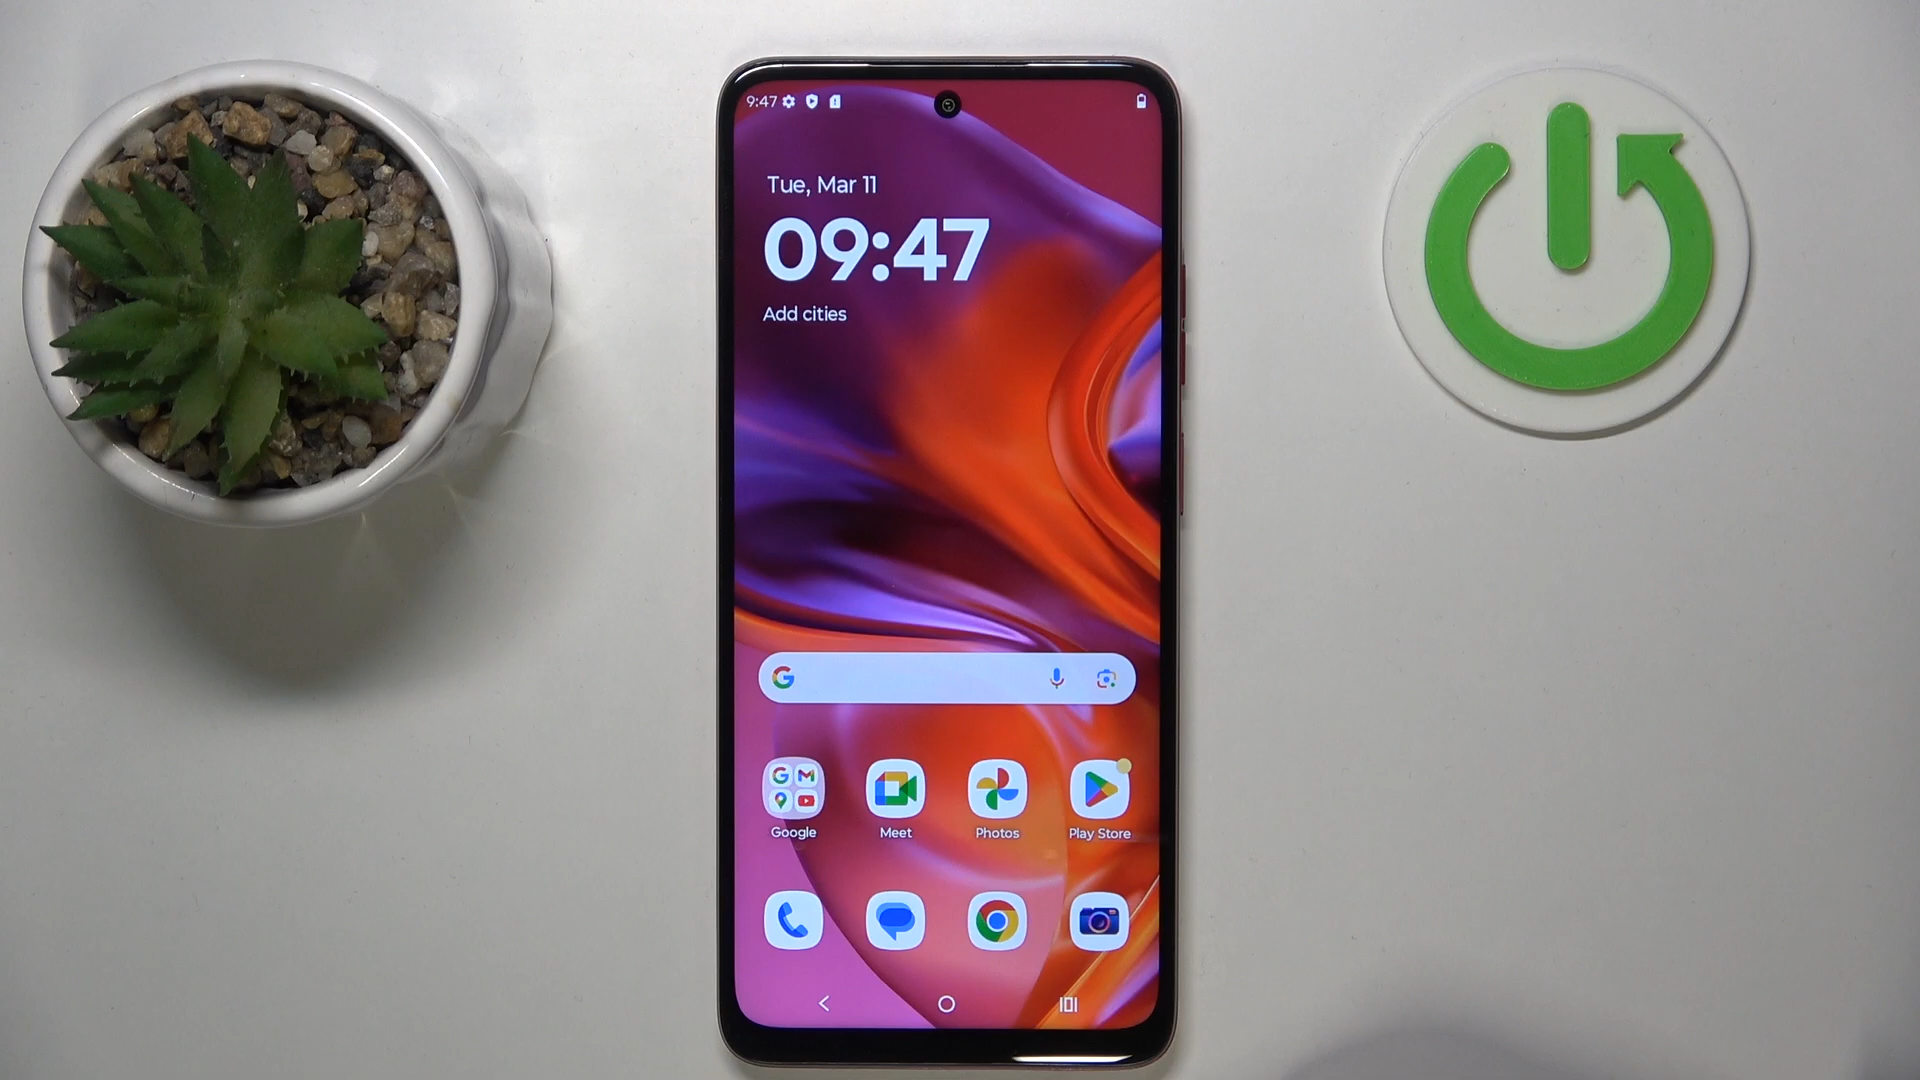 9:47
Tue, Mar 11
09:47
Add cities
Google
Meet
Photos
Play Store